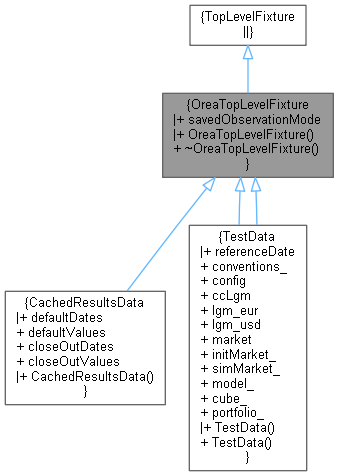 {TopLevelFixture
||}
{OreaTopLevelFixture
|+ savedObservationMode
|+ OreaTopLevelFixture()
+ ~OreaTopLevelFixture()
}
{CachedResultsData
|+ defaultDates
+ defaultValues
+ closeOutDates
+ closeOutValues
|+ CachedResultsData()
}
{TestData
|+ referenceDate
+ conventions_
+ config
+ ccLgm
+ lgm_eur
+ lgm_usd
+ market
+ initMarket_
+ simMarket_
+ model_
+ cube_
+ portfolio_
|+ TestData()
+ TestData()
}